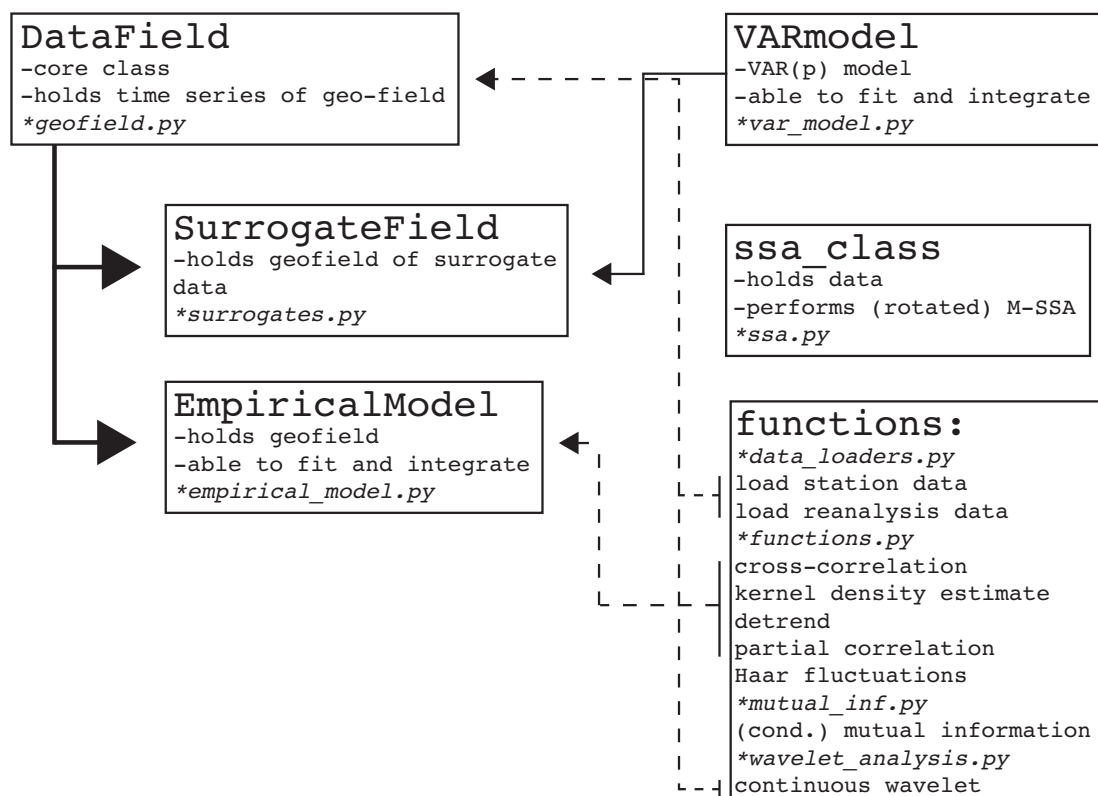 DataField
-core class
-holds time series of geo-field
*geofield.py
VARmodel
-VAR(p) model
-able to fit and integrate
*var_model.py
SurrogateField
-holds geofield of surrogate
data
*surrogates.py
ssa_class
-holds data
-performs (rotated) M-SSA
*ssa.py
EmpiricalModel
-holds geofield
-able to fit and integrate
*empirical_model.py
functions:
*data_loaders.py
load station data
load reanalysis data
*functions.py
cross-correlation
kernel density estimate
detrend
partial correlation
Haar fluctuations
*mutual_inf.py
(cond.) mutual information
*wavelet_analysis.py
continuous wavelet